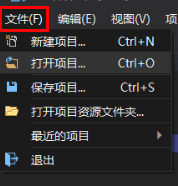 文件(F) 编辑(E) 视图(V) 项
新建项目... Ctrl+N
打开项目... Ctrl+O
保存项目... Ctrl+S
打开项目资源文件夹...
最近的项目
退出